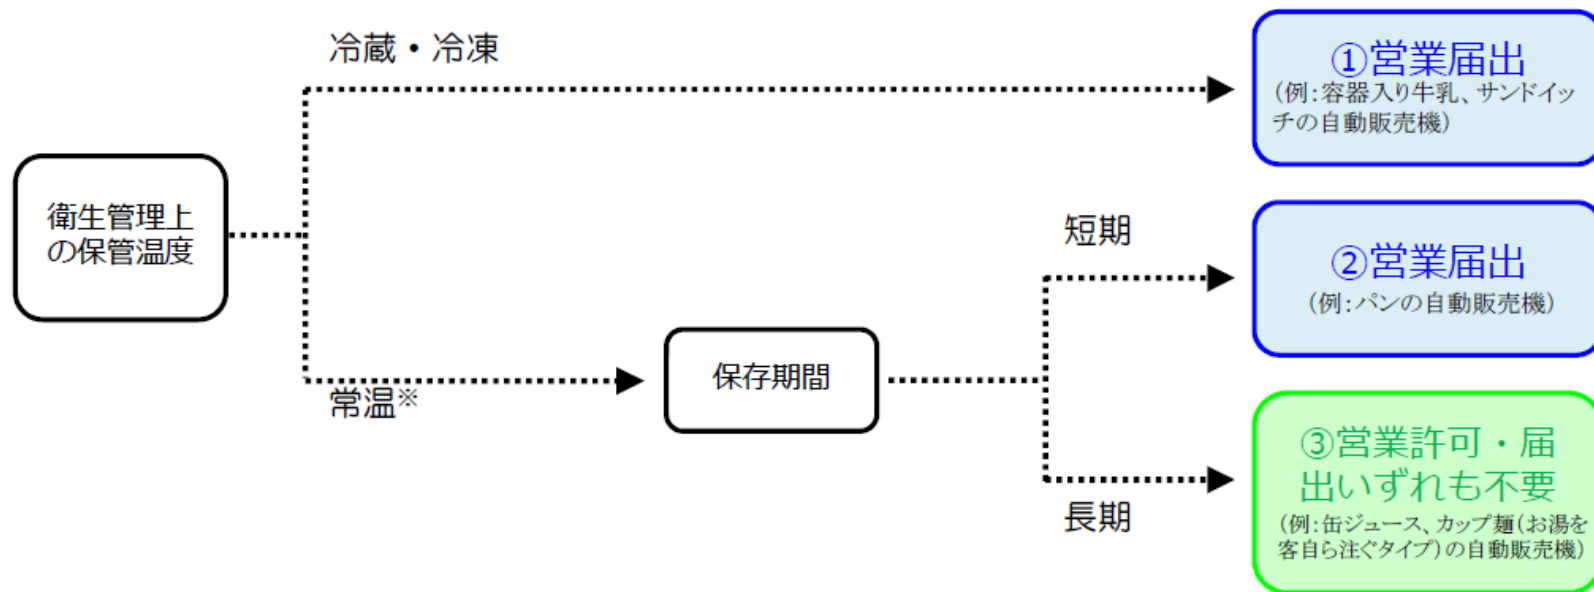 冷蔵・冷凍
①営業届出
(例:容器入り牛乳、サンドイッ
チの自動販売機)
衛生管理上
の保管温度
短期
②営業届出
(例:パンの自動販売機)
常温※
保存期間
③営業許可・届
出いずれも不要
(例:缶ジュース、カップ麺(お湯を
客自ら注ぐタイプ)の自動販売機)
長期